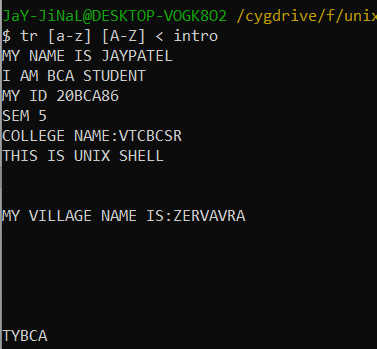 JaY-JiNaL@DESKTOP-VOGK8O2 /cygdrive/f/unix
$ tr [a-z] [A-Z] < intro
MY NAME IS JAYPATEL
I AM BCA STUDENT
MY ID 20BCA86
SEM 5
COLLEGE NAME:VTCBCSR
THIS IS UNIX SHELL
MY VILLAGE NAME IS:ZERVAVRA
TYBCA